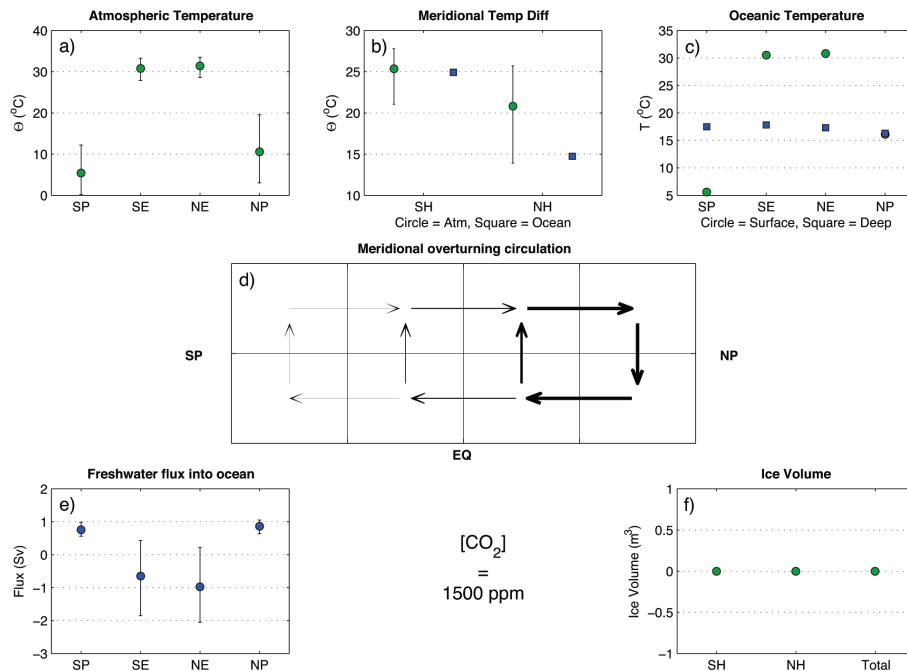 Atmospheric Temperature
a)
Θ (°C)
40
30
20
10
0
SP SE NE NP
Meridional Temp Diff
b)
Θ (°C)
30
25
20
15
10
SH NH
Circle = Atm, Square = Ocean
Oceanic Temperature
c)
T (°C)
35
30
25
20
15
10
5
SP SE NE NP
Circle = Surface, Square = Deep
Meridional overturning circulation
d)
SP
NP
EQ
Freshwater flux into ocean
e)
Flux (Sv)
2
1
0
−1
−2
−3
SP SE NE NP
[CO₂]
=
1500 ppm
Ice Volume
f)
Ice Volume (m³)
1
0.5
0
−0.5
−1
SH NH Total